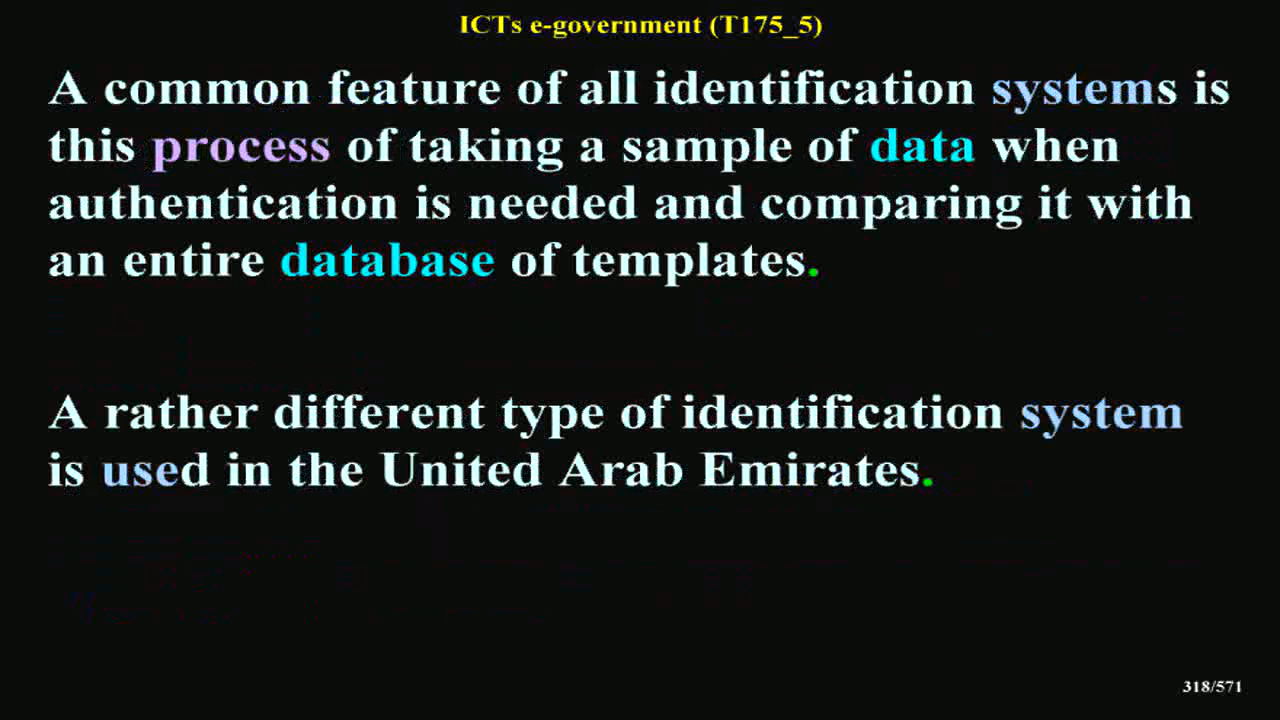 ICTs e-government (T175_5)
A common feature of all identification systems is
this process of taking a sample of data when
authentication is needed and comparing it with
an entire database of templates.
A rather different type of identification system
is used in the United Arab Emirates.
318/571